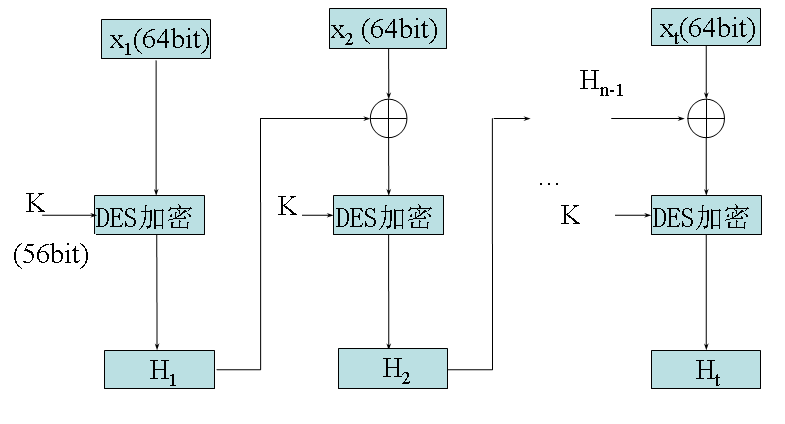 x1(64bit)
x2 (64bit)
xt(64bit)
Hn-1
...
K
(56bit)
DES加密
K
DES加密
K
DES加密
H1
H2
Ht